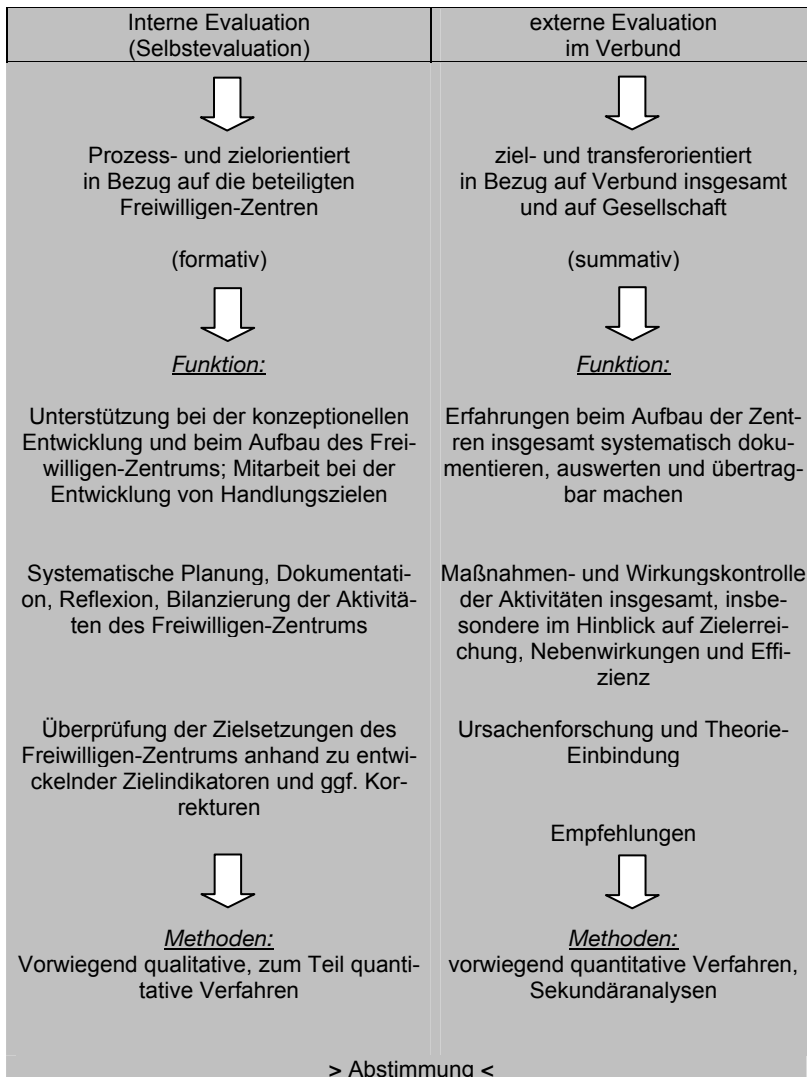 Interne Evaluation
(Selbstevaluation)
Prozess- und zielorientiert
in Bezug auf die beteiligten
Freiwilligen-Zentren
(formativ)
Funktion:
Unterstützung bei der konzeptionellen
Entwicklung und beim Aufbau des Frei-
willigen-Zentrums; Mitarbeit bei der
Entwicklung von Handlungszielen
Systematische Planung, Dokumentati-
on, Reflexion, Bilanzierung der Aktivitä-
ten des Freiwilligen-Zentrums
Überprüfung der Zielsetzungen des
Freiwilligen-Zentrums anhand zu entwi-
ckelnder Zielindikatoren und ggf. Kor-
rekturen
Methoden:
Vorwiegend qualitative, zum Teil quanti-
tative Verfahren
externe Evaluation
im Verbund
ziel- und transferorientiert
in Bezug auf Verbund insgesamt
und auf Gesellschaft
(summativ)
Funktion:
Erfahrungen beim Aufbau der Zent-
ren insgesamt systematisch doku-
mentieren, auswerten und übertrag-
bar machen
Maßnahmen- und Wirkungskontrolle
der Aktivitäten insgesamt, insbe-
sondere im Hinblick auf Zielerrei-
chung, Nebenwirkungen und Effi-
zienz
Ursachenforschung und Theorie-
Einbindung
Empfehlungen
Methoden:
vorwiegend quantitative Verfahren,
Sekundäranalysen
> Abstimmung <